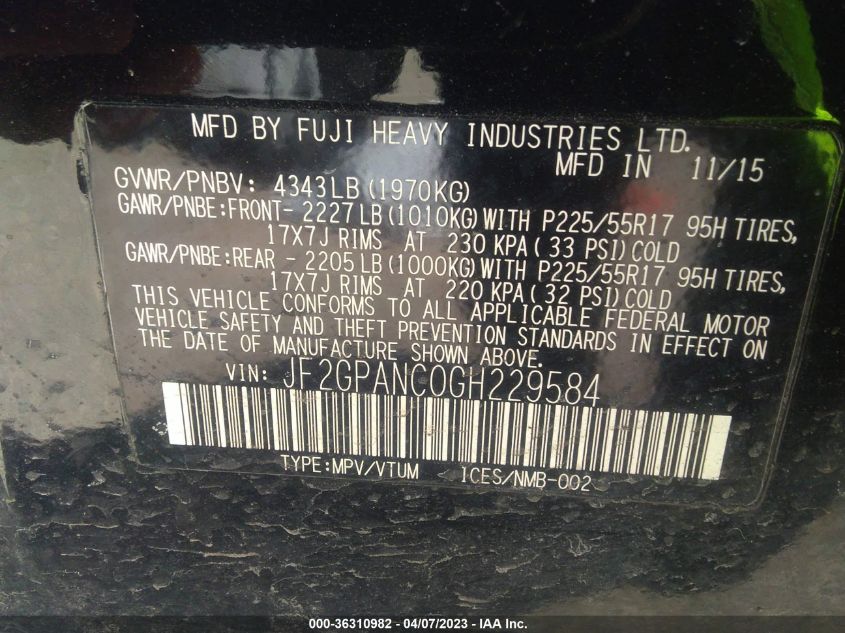 MFD BY FUJI HEAVY INDUSTRIES LTD.
MFD IN 11/15
GVWR/PNBV: 4343LB(1970KG)
GAWR/PNBE:FRONT- 2227LB(1010KG)WITH P225/55R17 95H TIRES,
17X7J RIMS AT 230 KPA( 33 PSI)COLD
GAWR/PNBE:REAR - 2205LB(1000KG)WITH P225/55R17 95H TIRES,
17X7J RIMS AT 220 KPA( 32 PSI)COLD
THIS VEHICLE CONFORMS TO ALL APPLICABLE FEDERAL MOTOR
VEHICLE SAFETY AND THEFT PREVENTION STANDARDS IN EFFECT ON
THE DATE OF MANUFACTURE SHOWN ABOVE.
VIN: JF2GPANC0GH229584
TYPE:MPV/VTUM ICES/NMB-002
000-36310982 - 04/07/2023 - IAA Inc.